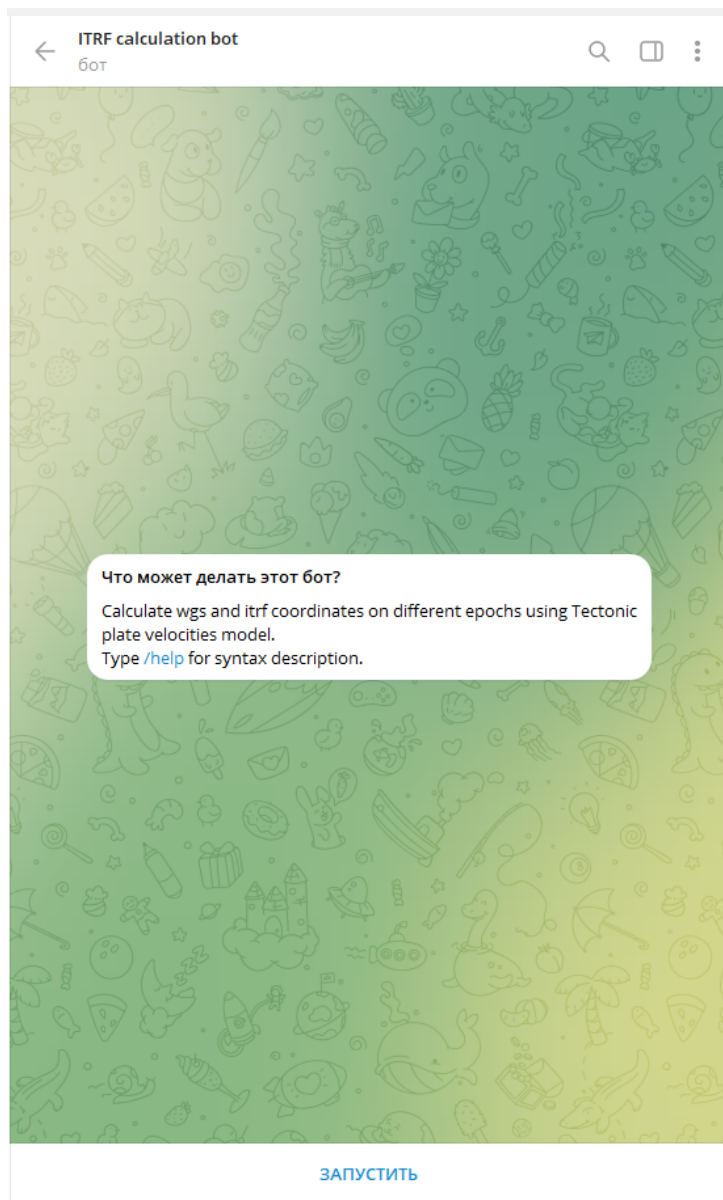 ITRF calculation bot
бот
Что может делать этот бот?
Calculate wgs and itrf coordinates on different epochs using Tectonic
plate velocities model.
Type /help for syntax description.
ЗАПУСТИТЬ